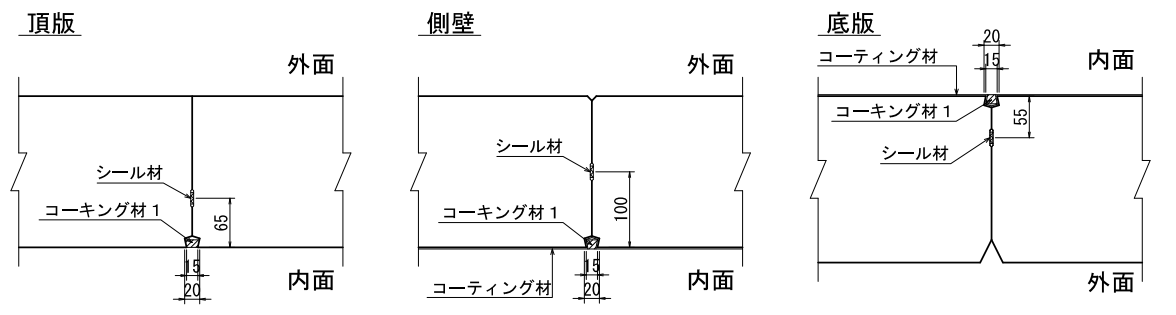 頂版
外面
シール材
コーキング材1
65
15
20
内面
側壁
外面
シール材
コーキング材1
100
15
20
コーティング材
内面
底版
20
15
コーティング材
内面
コーキング材1
55
シール材
外面